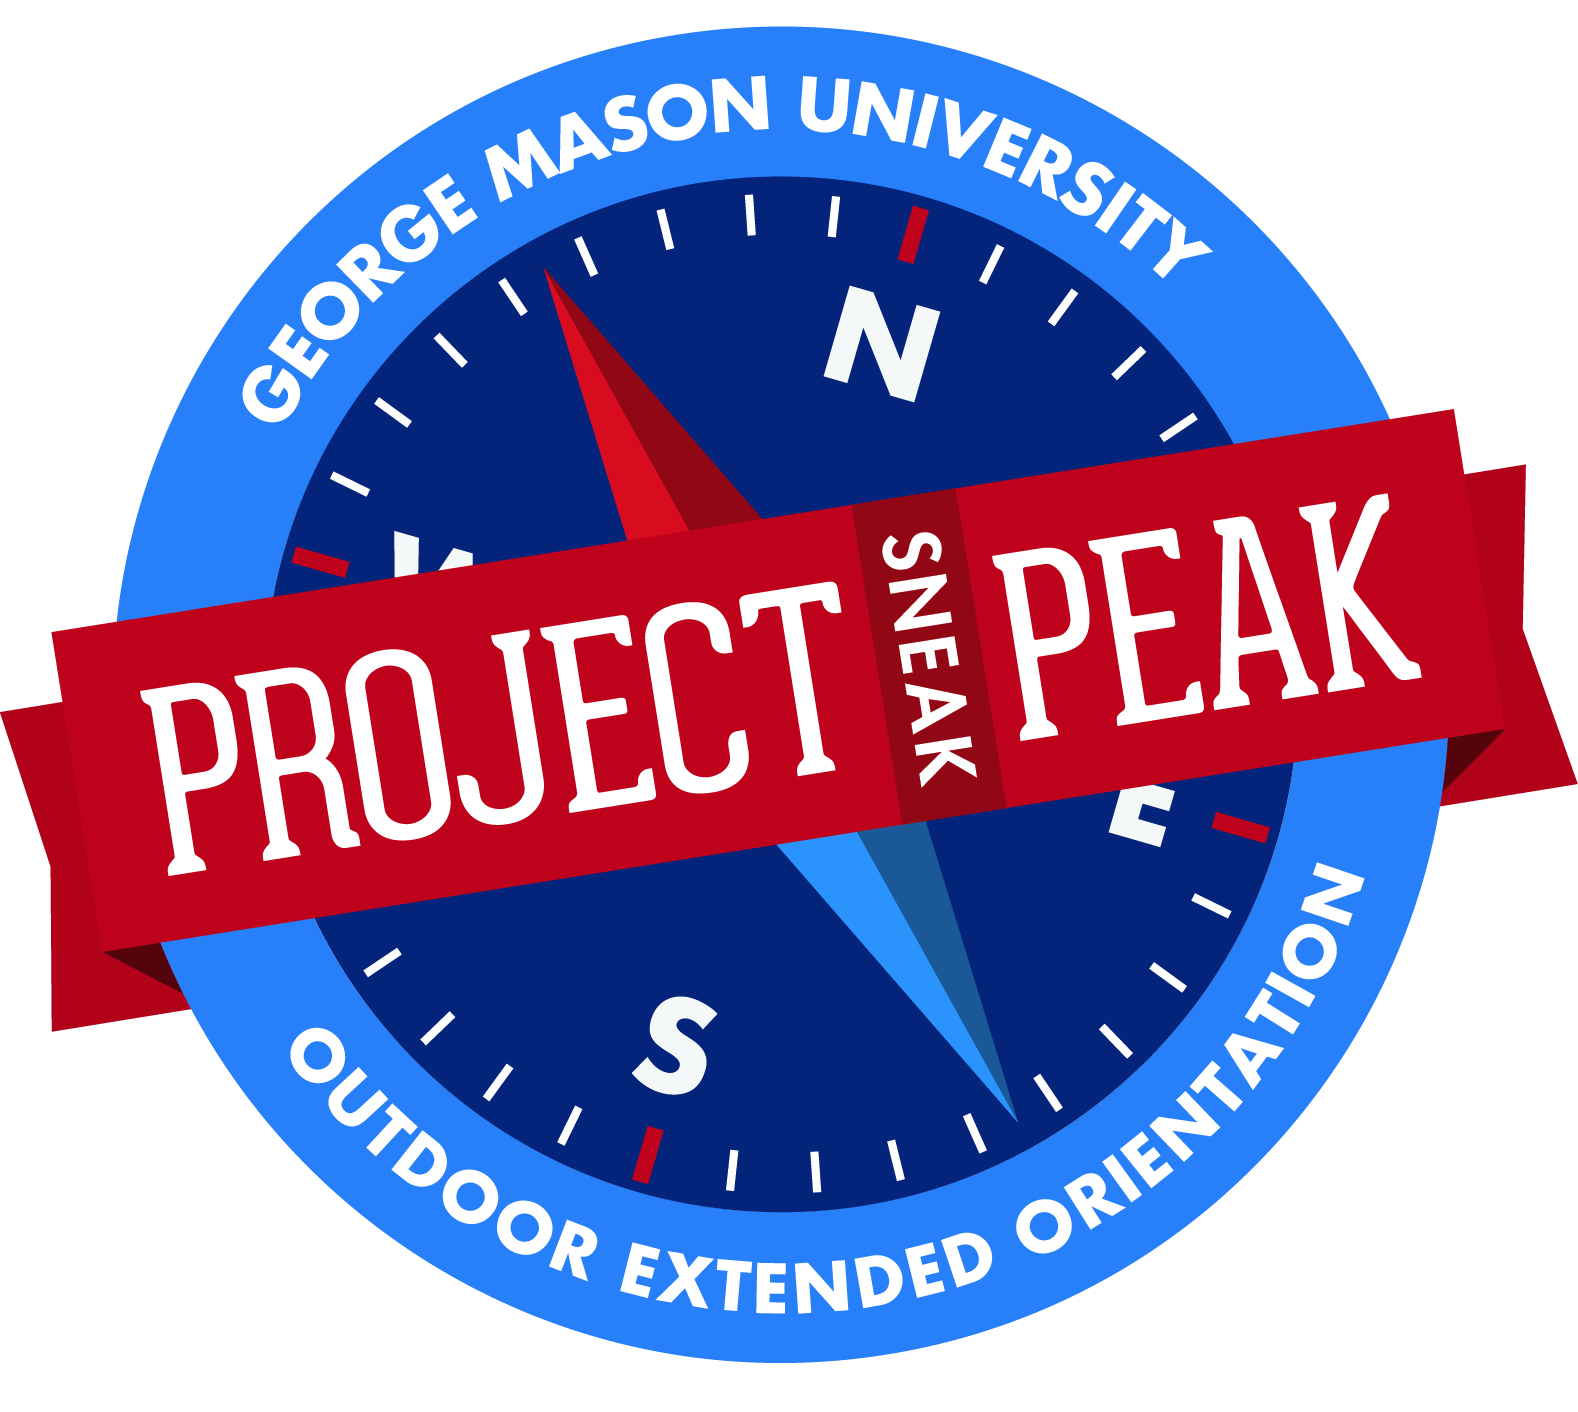 GEORGE MASON UNIVERSITY
N
W
PROJECT SNEAK PEAK
E
S
OUTDOOR EXTENDED ORIENTATION